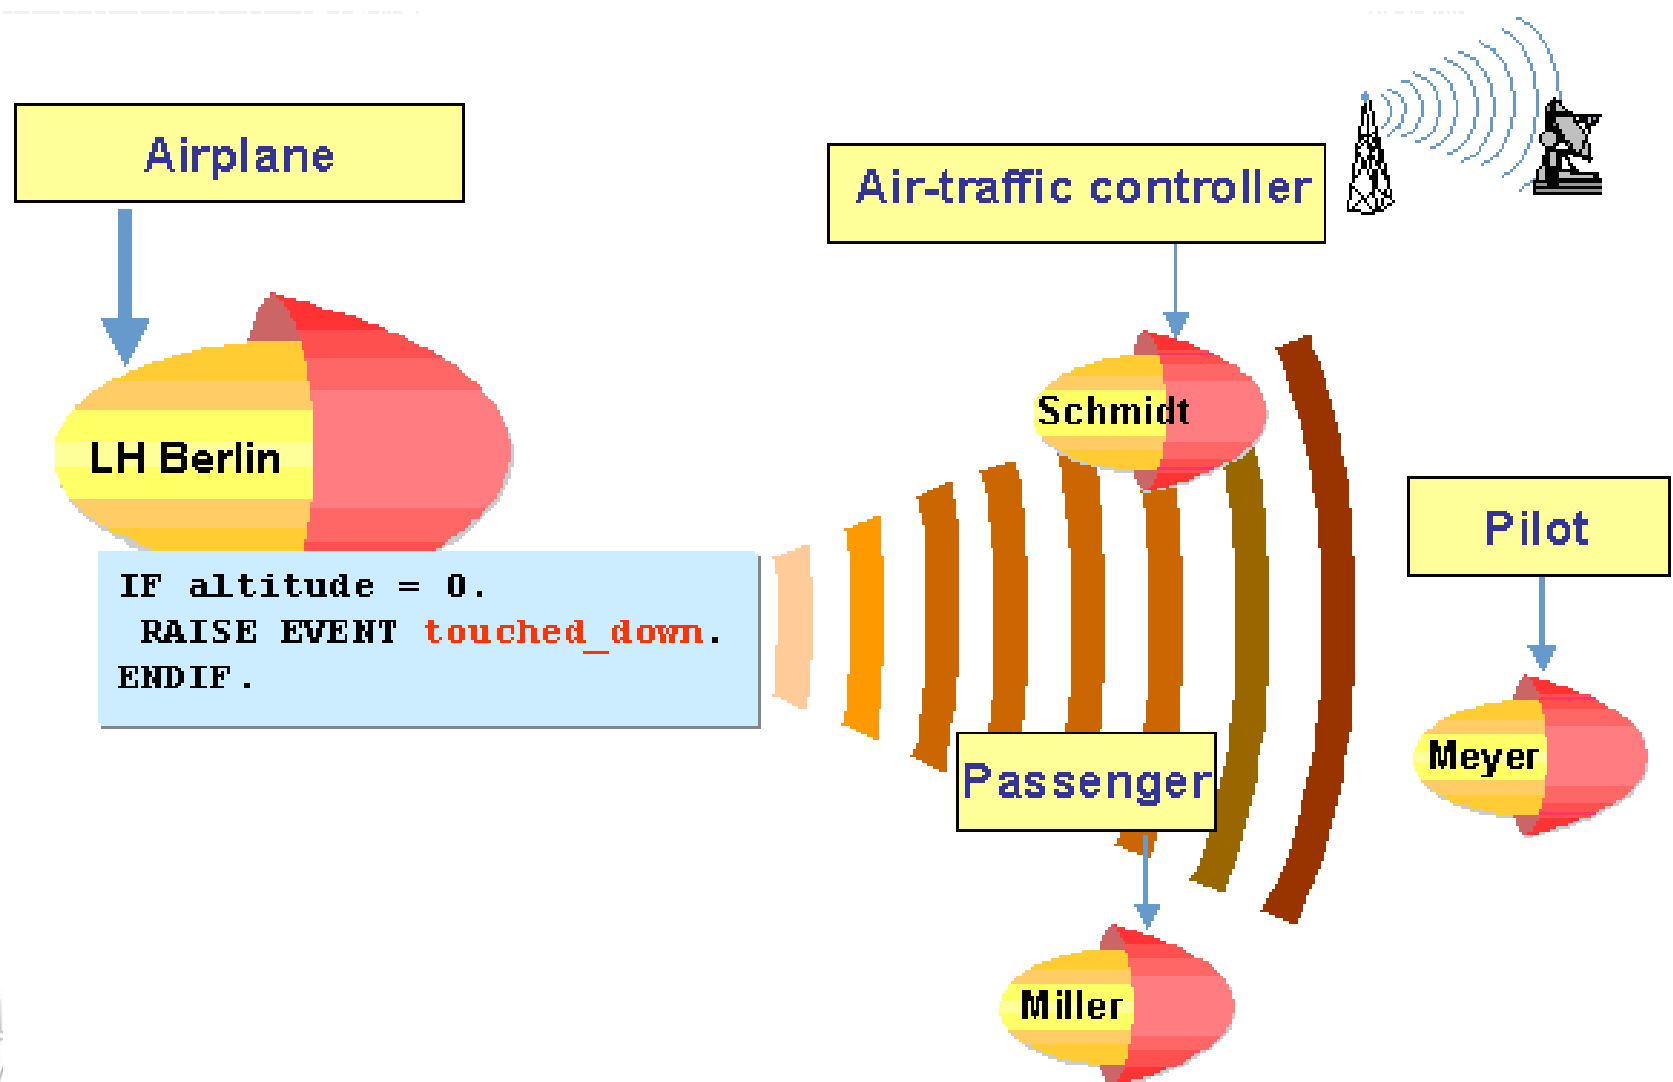 Airplane
Air-traffic controller
LH Berlin
Schmidt
Pilot
IF altitude = 0.
RAISE EVENT touched_down.
ENDIF.
Passenger
Meyer
Miller